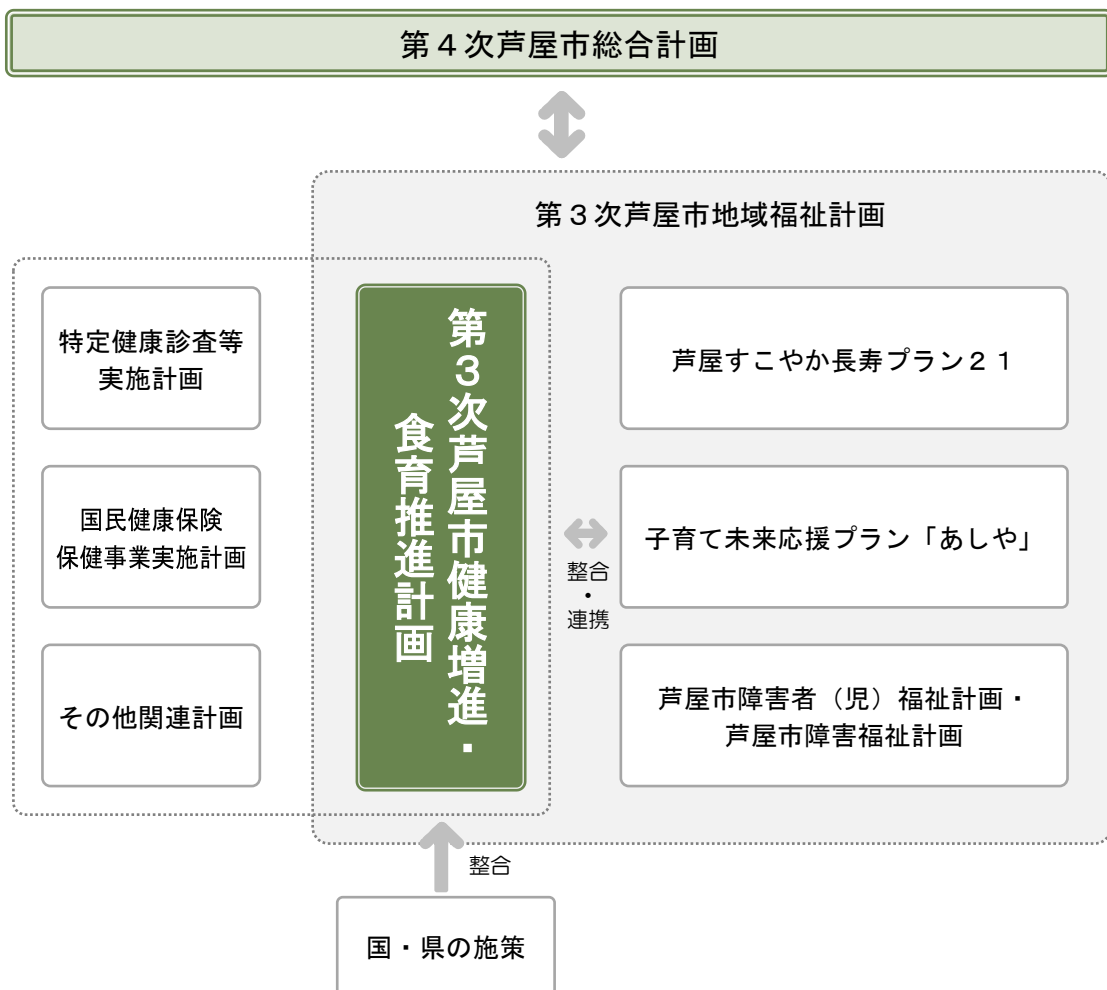 第４次芦屋市総合計画
第３次芦屋市地域福祉計画
特定健康診査等
実施計画
国民健康保険
保健事業実施計画
その他関連計画
第３次芦屋市健康増進・
食育推進計画
整合
・
連携
芦屋すこやか長寿プラン２１
子育て未来応援プラン「あしや」
芦屋市障害者（児）福祉計画・
芦屋市障害福祉計画
整合
国・県の施策